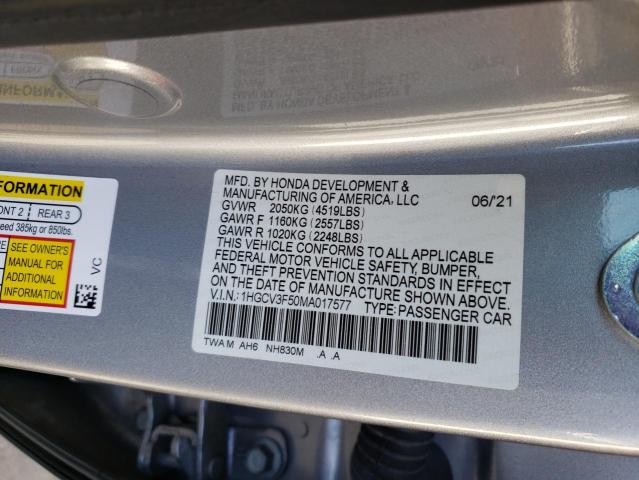 FORMATION
ONT 2 REAR 3
eed 385kg or 850lbs.
SEE OWNER'S
MANUAL FOR
ADDITIONAL
INFORMATION
VC
MFD. BY HONDA DEVELOPMENT &
MANUFACTURING OF AMERICA, LLC 06/21
GVWR 2050KG (4519LBS)
GAWR F 1160KG (2557LBS)
GAWR R 1020KG (2248LBS)
THIS VEHICLE CONFORMS TO ALL APPLICABLE
FEDERAL MOTOR VEHICLE SAFETY, BUMPER,
AND THEFT PREVENTION STANDARDS IN EFFECT
ON THE DATE OF MANUFACTURE SHOWN ABOVE.
V.I.N.: 1HGCV3F50MA017577 TYPE: PASSENGER CAR
TWA M AH6 NH830M .A .A